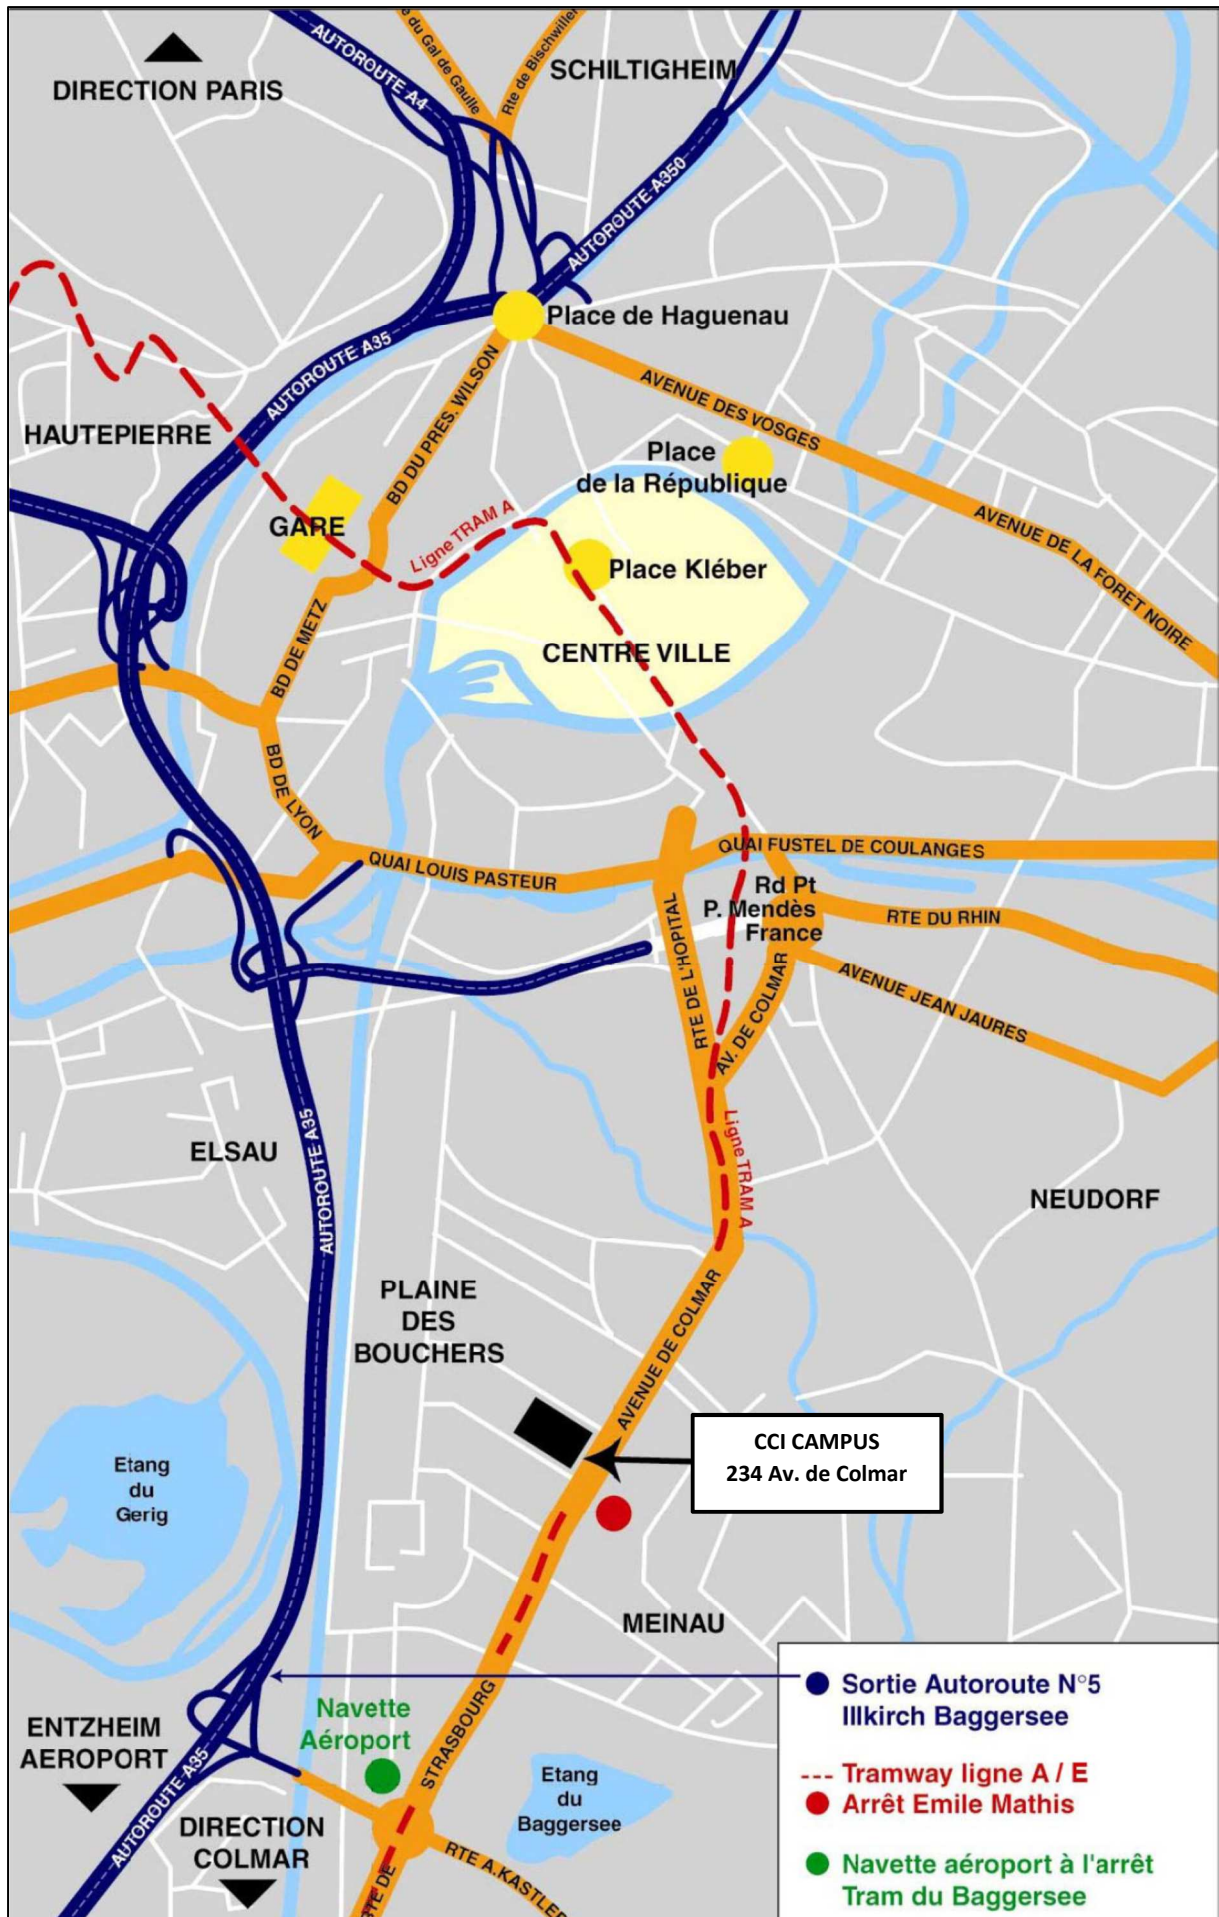 DIRECTION PARIS
AUTOROUTE A4
e du Gal de Gaulle
Rte de Bischwiller
SCHILTIGHEIM
AUTOROUTE A350
Place de Haguenau
AUTOROUTE A35
HAUTEPIERRE
BD DU PRES. WILSON
AVENUE DES VOSGES
Place
de la République
GARE
Ligne TRAM A
Place Kléber
AVENUE DE LA FORET NOIRE
CENTRE VILLE
BD DE METZ
BD DE LYON
QUAI LOUIS PASTEUR
QUAI FUSTEL DE COULANGES
Rd Pt
P. Mendès
France
RTE DU RHIN
RTE DE L'HOPITAL
AV. DE COLMAR
AVENUE JEAN JAURES
AUTOROUTE A35
ELSAU
Ligne TRAM A
NEUDORF
PLAINE
DES
BOUCHERS
AVENUE DE COLMAR
CCI CAMPUS
234 Av. de Colmar
Etang
du
Gerig
MEINAU
Navette
Aéroport
STRASBOURG
ENTZHEIM
AEROPORT
AUTOROUTE A35
DIRECTION
COLMAR
Etang
du
Baggersee
RTE A.KASTLER
RTE DE
Sortie Autoroute N°5
Illkirch Baggersee
--- Tramway ligne A / E
Arrêt Emile Mathis
Navette aéroport à l'arrêt
Tram du Baggersee